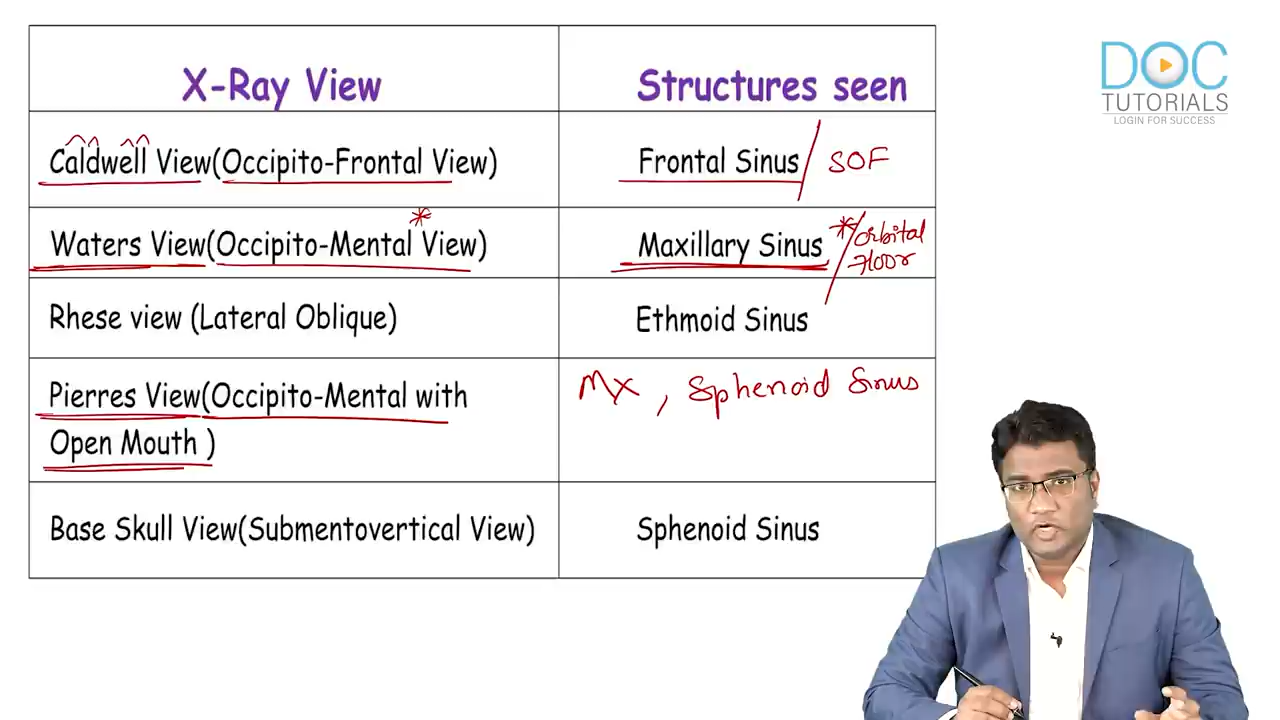 DOC
TUTORIALS
LOGIN FOR SUCCESS
X-Ray View
Structures seen
Caldwell View(Occipito-Frontal View)
Frontal Sinus / SOF
Waters View(Occipito-Mental View) *
Maxillary Sinus * / Orbital
Floor
Rhese view (Lateral Oblique)
Ethmoid Sinus
Pierres View(Occipito-Mental with
Open Mouth )
Mx , Sphenoid Sinus
Base Skull View(Submentovertical View)
Sphenoid Sinus